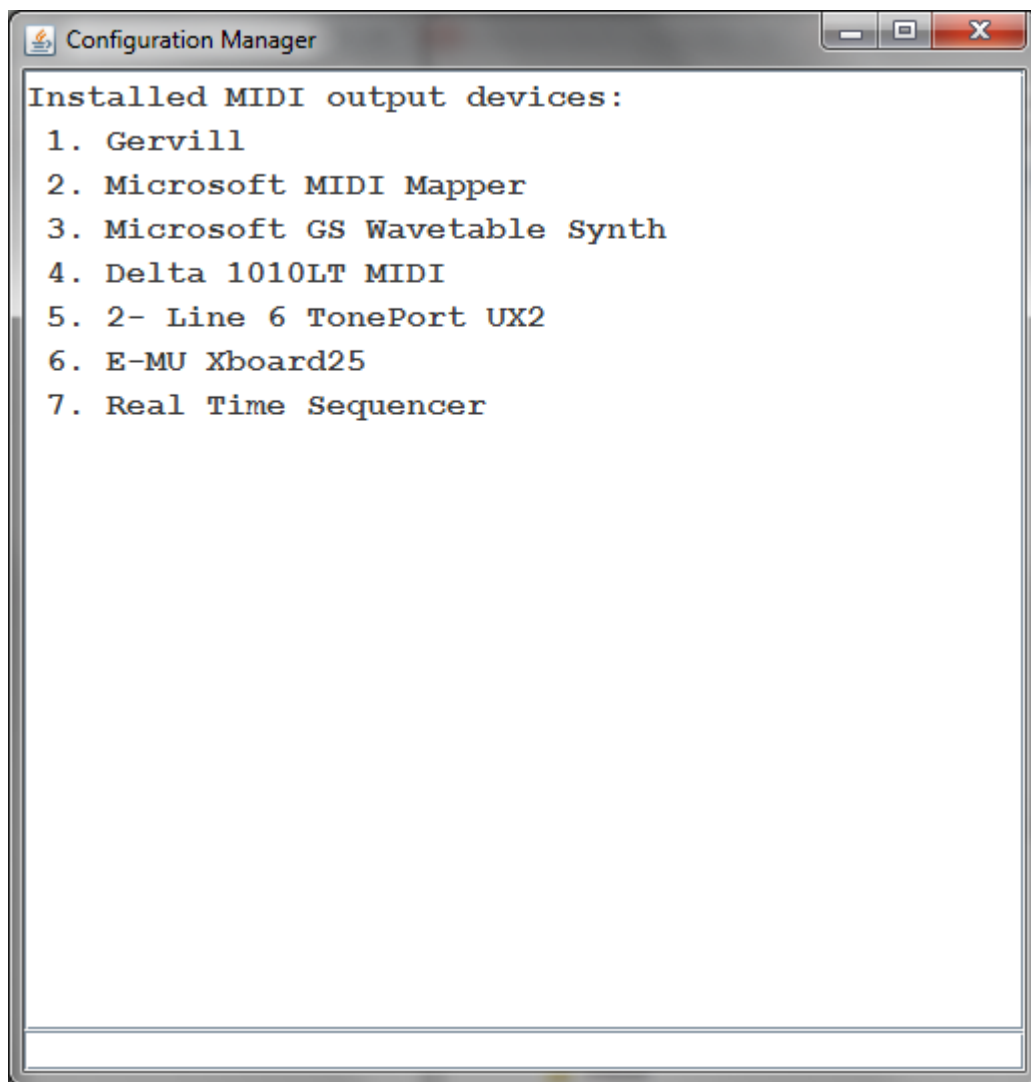 Configuration Manager
Installed MIDI output devices:
1. Gervill
2. Microsoft MIDI Mapper
3. Microsoft GS Wavetable Synth
4. Delta 1010LT MIDI
5. 2- Line 6 TonePort UX2
6. E-MU Xboard25
7. Real Time Sequencer